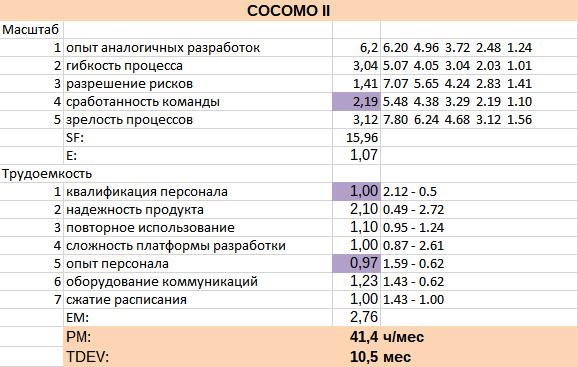 COCOMO II
Масштаб
1 опыт аналогичных разработок 6,2 6.20 4.96 3.72 2.48 1.24
2 гибкость процесса 3,04 5.07 4.05 3.04 2.03 1.01
3 разрешение рисков 1,41 7.07 5.65 4.24 2.83 1.41
4 сработанность команды 2,19 5.48 4.38 3.29 2.19 1.10
5 зрелость процессов 3,12 7.80 6.24 4.68 3.12 1.56
SF: 15,96
E: 1,07
Трудоемкость
1 квалификация персонала 1,00 2.12 - 0.5
2 надежность продукта 2,10 0.49 - 2.72
3 повторное использование 1,10 0.95 - 1.24
4 сложность платформы разработки 1,00 0.87 - 2.61
5 опыт персонала 0,97 1.59 - 0.62
6 оборудование коммуникаций 1,23 1.43 - 0.62
7 сжатие расписания 1,00 1.43 - 1.00
EM: 2,76
PM: 41,4 ч/мес
TDEV: 10,5 мес